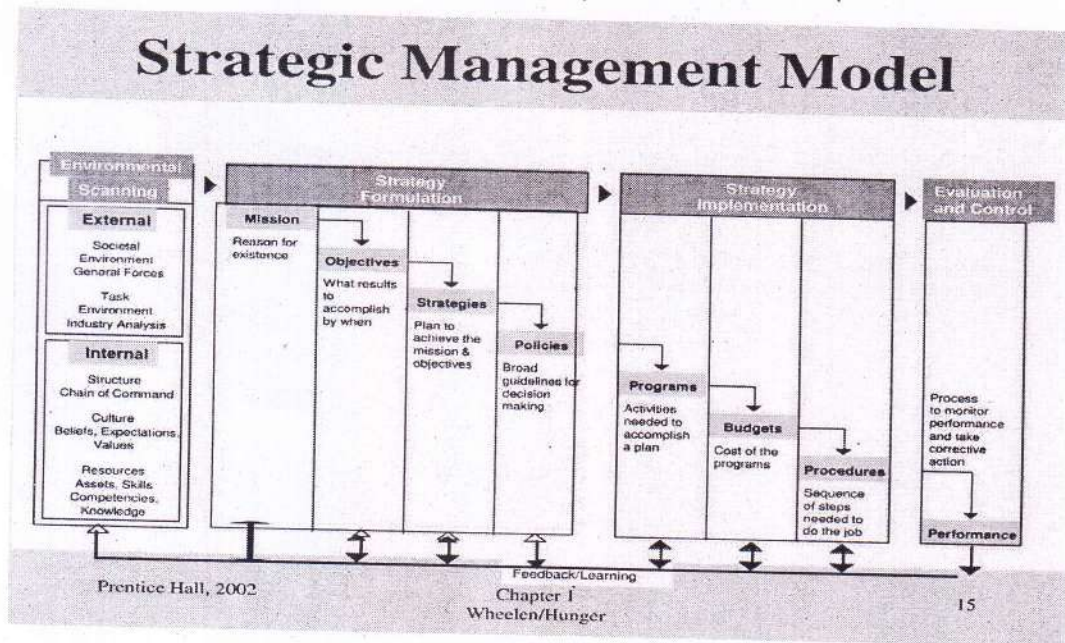 Strategic Management Model
Environmental
Scanning
External
Societal
Environment
General Forces
Task
Environment
Industry Analysis
Internal
Structure
Chain of Command
Culture
Beliefs, Expectations,
Values
Resources
Assets, Skills
Competencies,
Knowledge
Strategy
Formulation
Mission
Reason for
existence
Objectives
What results
to
accomplish
by when
Strategies
Plan to
achieve the
mission &
objectives
Policies
Broad
guidelines for
decision
making
Strategy
Implementation
Programs
Activities
needed to
accomplish
a plan
Budgets
Cost of the
programs
Procedures
Sequence
of steps
needed to
do the job
Evaluation
and Control
Process
to monitor
performance
and take
corrective
action
Performance
Feedback/Learning
Prentice Hall, 2002
Chapter 1
Wheelen/Hunger
15